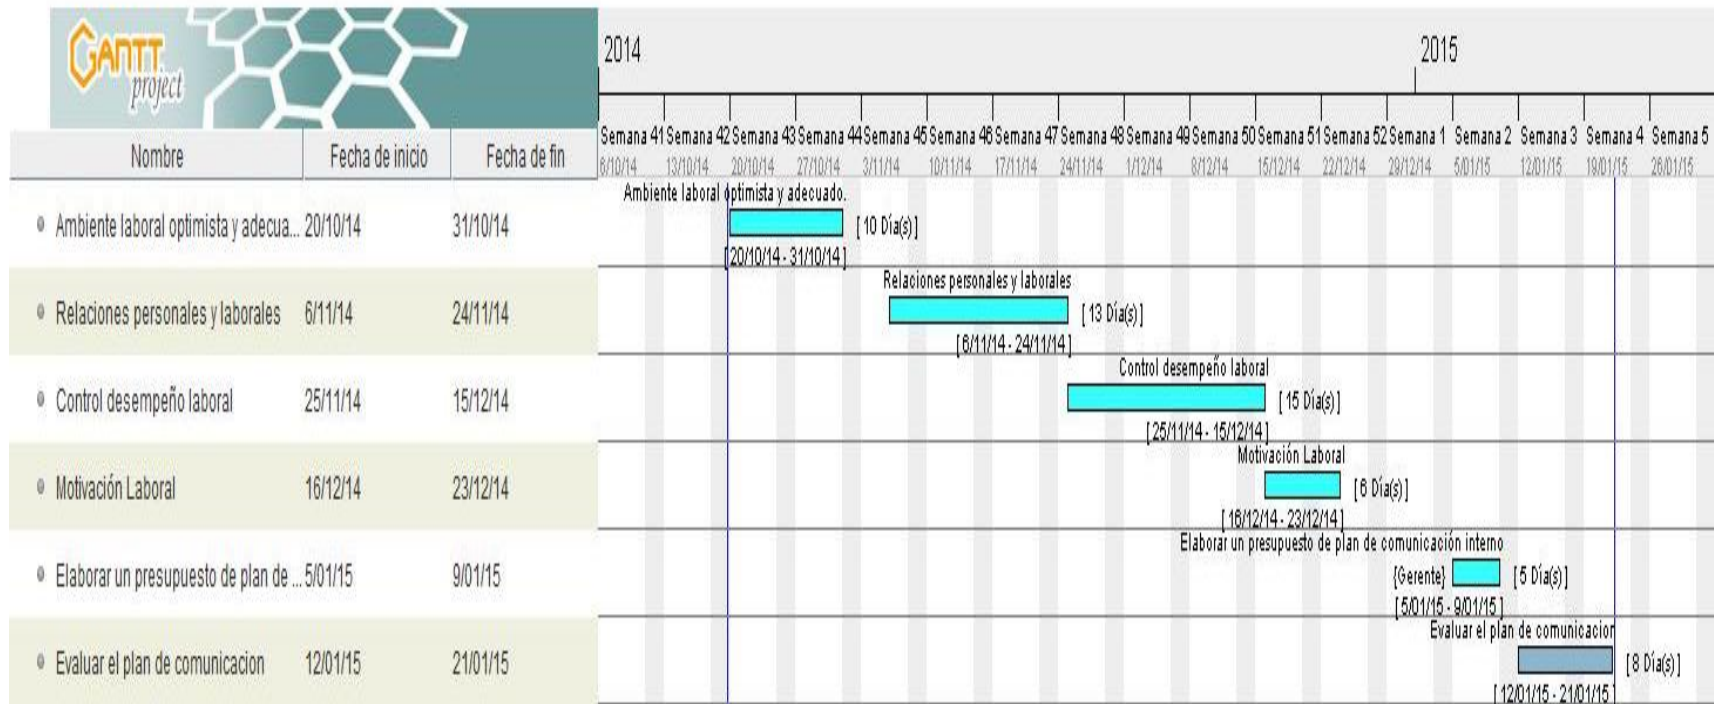 GANTT
project
2014
2015
Semana 41 Semana 42 Semana 43 Semana 44 Semana 45 Semana 46 Semana 47 Semana 48 Semana 49 Semana 50 Semana 51 Semana 52 Semana 1 Semana 2 Semana 3 Semana 4 Semana 5
Nombre Fecha de inicio Fecha de fin
6/10/14 13/10/14 20/10/14 27/10/14 3/11/14 10/11/14 17/11/14 24/11/14 1/12/14 8/12/14 15/12/14 22/12/14 29/12/14 5/01/15 12/01/15 19/01/15 26/01/15
Ambiente laboral optimista y adecuado.
Ambiente laboral optimista y adecua... 20/10/14 31/10/14
[ 10 Día(s) ]
[ 20/10/14 - 31/10/14 ]
Relaciones personales y laborales
Relaciones personales y laborales 6/11/14 24/11/14
[ 13 Día(s) ]
[ 6/11/14 - 24/11/14 ]
Control desempeño laboral
Control desempeño laboral 25/11/14 15/12/14
[ 15 Día(s) ]
[ 25/11/14 - 15/12/14 ]
Motivación Laboral
Motivación Laboral 16/12/14 23/12/14
[ 6 Día(s) ]
[ 16/12/14 - 23/12/14 ]
Elaborar un presupuesto de plan de comunicación interno
Elaborar un presupuesto de plan de ... 5/01/15 9/01/15
{Gerente} [ 5 Día(s) ]
[ 5/01/15 - 9/01/15 ]
Evaluar el plan de comunicacion
Evaluar el plan de comunicacion 12/01/15 21/01/15
[ 8 Día(s) ]
[ 12/01/15 - 21/01/15 ]